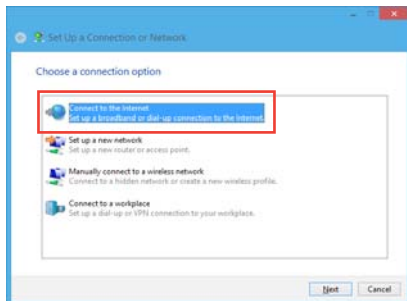 Set Up a Connection or Network
Choose a connection option
Connect to the Internet
Set up a broadband or dial-up connection to the Internet.
Set up a new network
Set up a new router or access point.
Manually connect to a wireless network
Connect to a hidden network or create a new wireless profile.
Connect to a workplace
Set up a dial-up or VPN connection to your workplace.
Next
Cancel